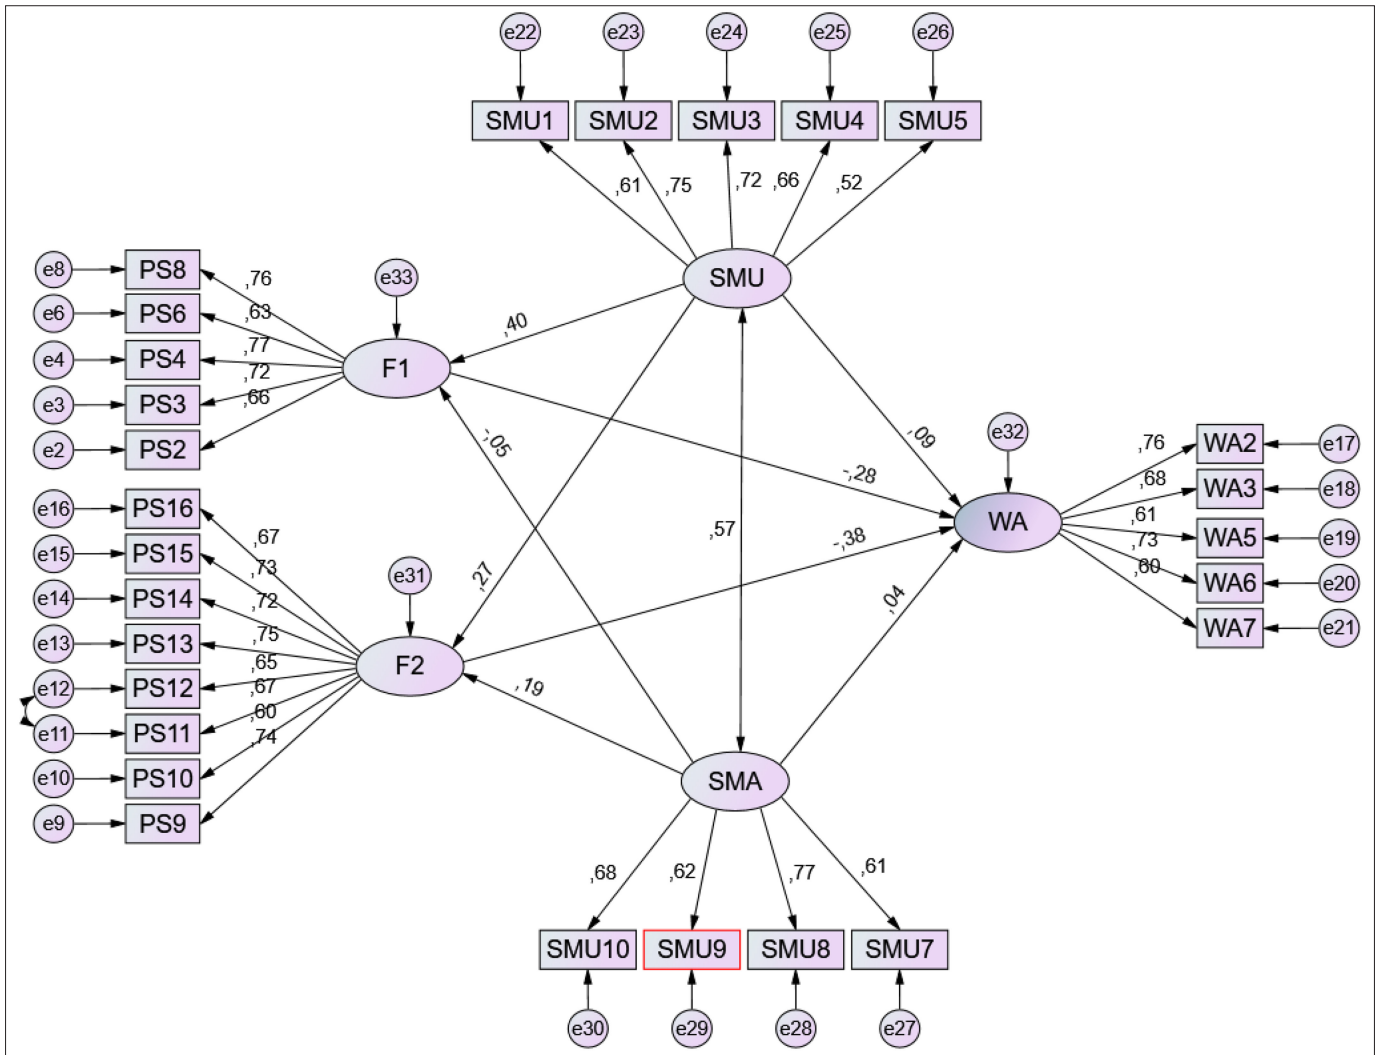 e22 e23 e24 e25 e26
SMU1 SMU2 SMU3 SMU4 SMU5
,61 ,75 ,72 ,66 ,52
SMU
e8 PS8
e6 PS6
e4 PS4
e3 PS3
e2 PS2
,76
,63
,77
,72
,66
e33
F1
,40
-,05
,27
,09
-,28
-,38
,57
,04
,19
e32
WA
,76
,68
,61
,73
,60
WA2 e17
WA3 e18
WA5 e19
WA6 e20
WA7 e21
e16 PS16
e15 PS15
e14 PS14
e13 PS13
e12 PS12
e11 PS11
e10 PS10
e9 PS9
,67
,73
,72
,75
,65
,67
,60
,74
e31
F2
SMA
,68 ,62 ,77 ,61
SMU10 SMU9 SMU8 SMU7
e30 e29 e28 e27